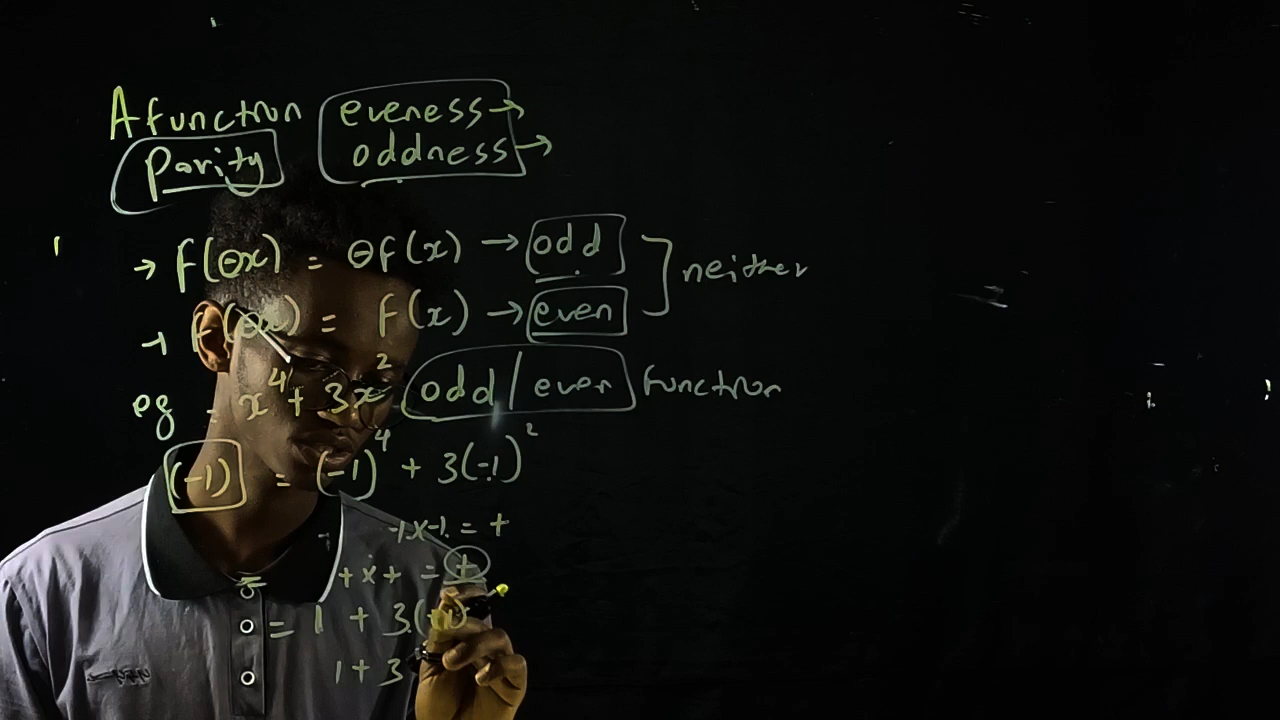 A function eveness →
Parity oddness →
→ f(-x) = -f(x) → odd
→ f(-x) = f(x) → even
neither
eg = x⁴ + 3x² odd / even function
(-1) = (-1)⁴ + 3(-1)²
-1x-1 = +
= + x + = +
= 1 + 3(+1)
1 + 3